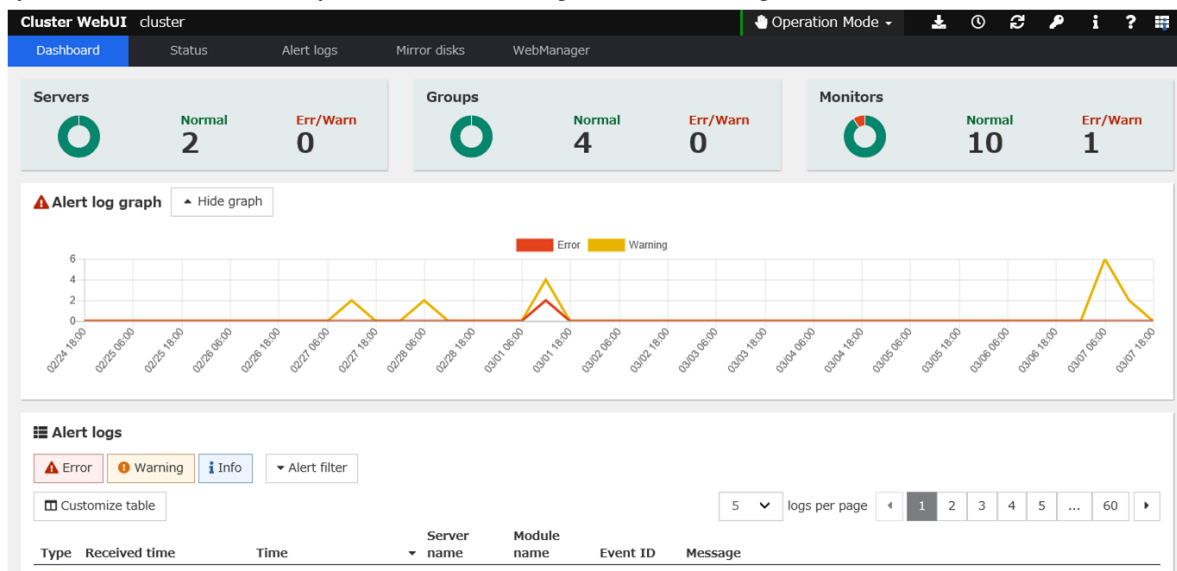 Cluster WebUI cluster Operation Mode i ?
Dashboard Status Alert logs Mirror disks WebManager
Servers
Normal Err/Warn
2 0
Groups
Normal Err/Warn
4 0
Monitors
Normal Err/Warn
10 1
Alert log graph Hide graph
Error Warning
6
4
2
0
02/24 18:00 02/25 06:00 02/25 18:00 02/26 06:00 02/26 18:00 02/27 06:00 02/27 18:00 02/28 06:00 02/28 18:00 03/01 06:00 03/01 18:00 03/02 06:00 03/02 18:00 03/03 06:00 03/03 18:00 03/04 06:00 03/04 18:00 03/05 06:00 03/05 18:00 03/06 06:00 03/06 18:00 03/07 06:00 03/07 18:00
Alert logs
Error Warning Info Alert filter
Customize table 5 logs per page 1 2 3 4 5 ... 60
Type Received time Time Server name Module name Event ID Message